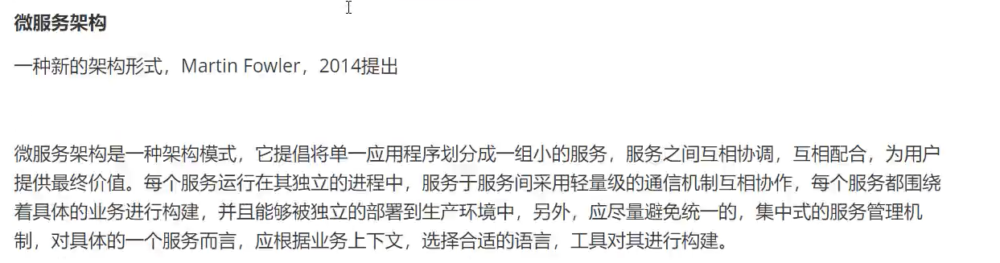 微服务架构
一种新的架构形式，Martin Fowler，2014提出
微服务架构是一种架构模式，它提倡将单一应用程序划分成一组小的服务，服务之间互相协调，互相配合，为用户
提供最终价值。每个服务运行在其独立的进程中，服务于服务间采用轻量级的通信机制互相协作，每个服务都围绕
着具体的业务进行构建，并且能够被独立的部署到生产环境中，另外，应尽量避免统一的，集中式的服务管理机
制，对具体的一个服务而言，应根据业务上下文，选择合适的语言，工具对其进行构建。